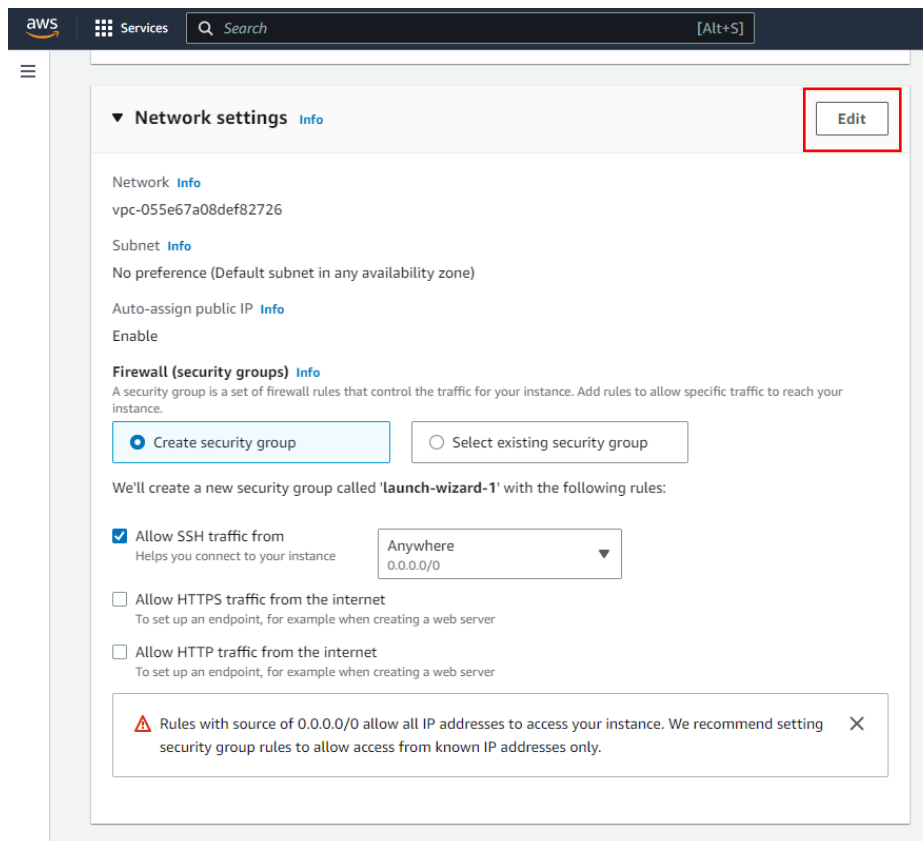 aws
Services
Search
[Alt+S]
Network settings Info
Edit
Network Info
vpc-055e67a08def82726
Subnet Info
No preference (Default subnet in any availability zone)
Auto-assign public IP Info
Enable
Firewall (security groups) Info
A security group is a set of firewall rules that control the traffic for your instance. Add rules to allow specific traffic to reach your
instance.
Create security group
Select existing security group
We'll create a new security group called 'launch-wizard-1' with the following rules:
Allow SSH traffic from
Helps you connect to your instance
Anywhere
0.0.0.0/0
Allow HTTPS traffic from the internet
To set up an endpoint, for example when creating a web server
Allow HTTP traffic from the internet
To set up an endpoint, for example when creating a web server
Rules with source of 0.0.0.0/0 allow all IP addresses to access your instance. We recommend setting
security group rules to allow access from known IP addresses only.